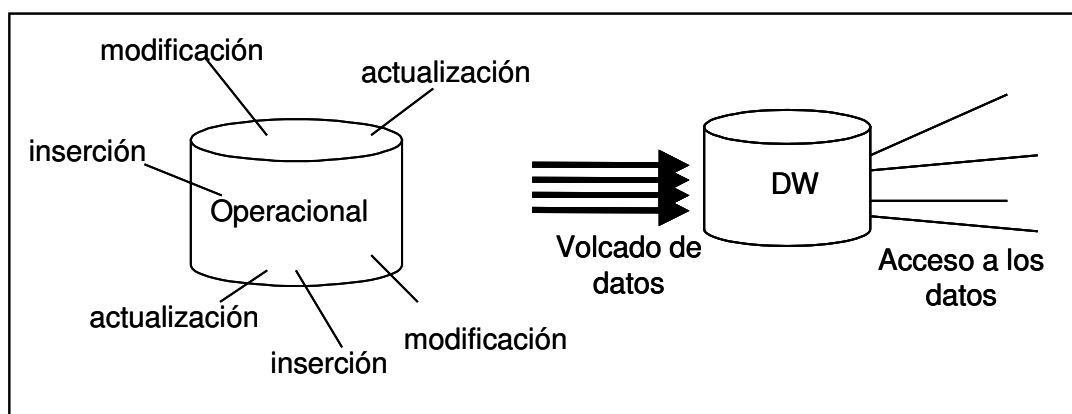 modificación
actualización
inserción
Operacional
actualización
inserción
modificación
Volcado de
datos
DW
Acceso a los
datos